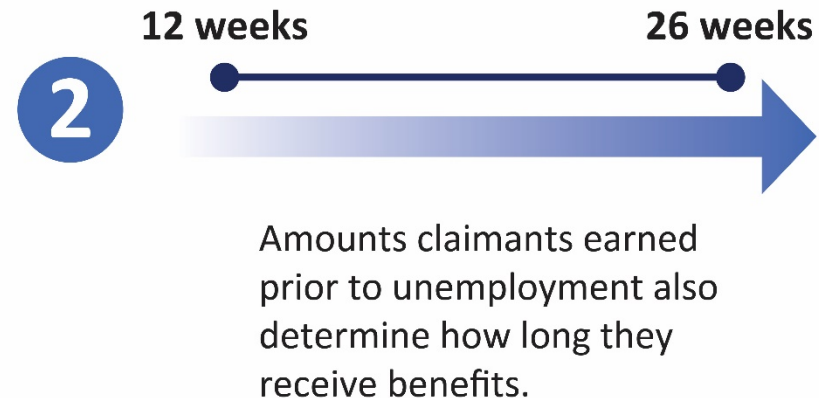 12 weeks
26 weeks
2
Amounts claimants earned
prior to unemployment also
determine how long they
receive benefits.